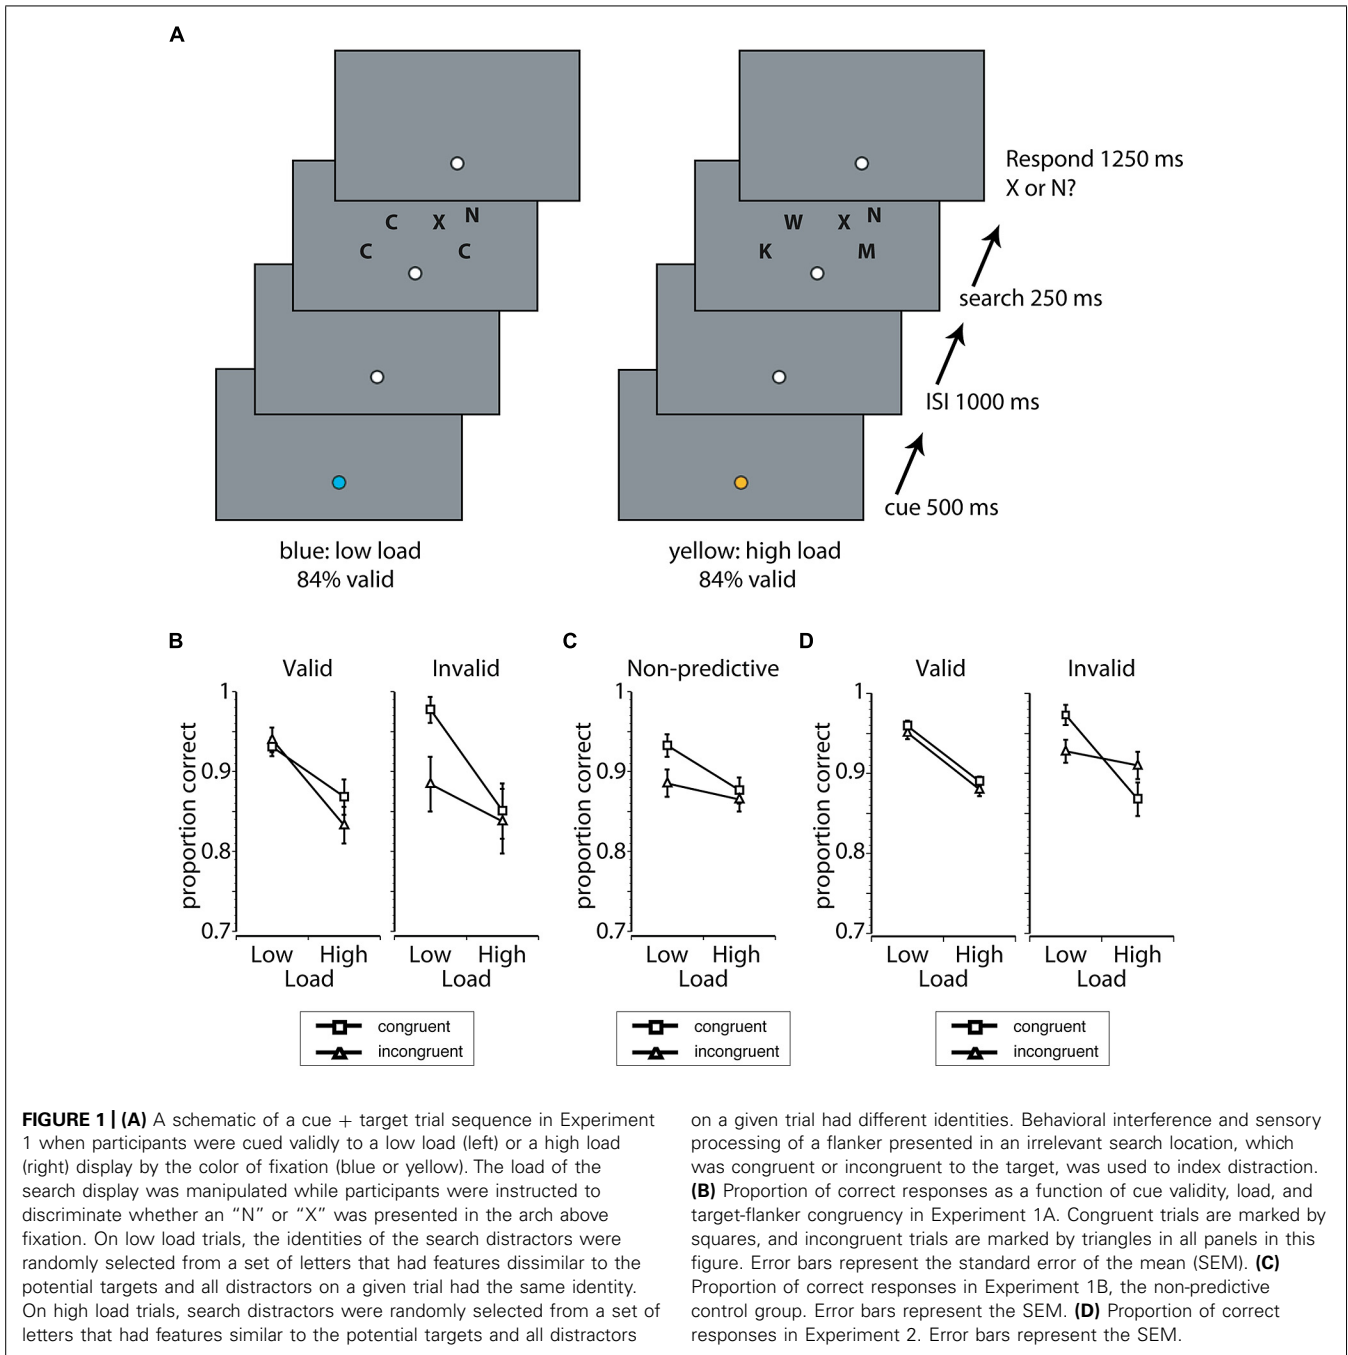 A
C X N
C C
W X N
K M
Respond 1250 ms
X or N?
search 250 ms
ISI 1000 ms
cue 500 ms
blue: low load
84% valid
yellow: high load
84% valid
B
Valid
Invalid
1
0.9
0.8
0.7
proportion correct
Low High
Load
Low High
Load
congruent
incongruent
C
Non-predictive
1
0.9
0.8
0.7
proportion correct
Low High
Load
congruent
incongruent
D
Valid
Invalid
1
0.9
0.8
0.7
proportion correct
Low High
Load
Low High
Load
congruent
incongruent
FIGURE 1 | (A) A schematic of a cue + target trial sequence in Experiment
1 when participants were cued validly to a low load (left) or a high load
(right) display by the color of fixation (blue or yellow). The load of the
search display was manipulated while participants were instructed to
discriminate whether an “N” or “X” was presented in the arch above
fixation. On low load trials, the identities of the search distractors were
randomly selected from a set of letters that had features dissimilar to the
potential targets and all distractors on a given trial had the same identity.
On high load trials, search distractors were randomly selected from a set of
letters that had features similar to the potential targets and all distractors
on a given trial had different identities. Behavioral interference and sensory
processing of a flanker presented in an irrelevant search location, which
was congruent or incongruent to the target, was used to index distraction.
(B) Proportion of correct responses as a function of cue validity, load, and
target-flanker congruency in Experiment 1A. Congruent trials are marked by
squares, and incongruent trials are marked by triangles in all panels in this
figure. Error bars represent the standard error of the mean (SEM). (C)
Proportion of correct responses in Experiment 1B, the non-predictive
control group. Error bars represent the SEM. (D) Proportion of correct
responses in Experiment 2. Error bars represent the SEM.